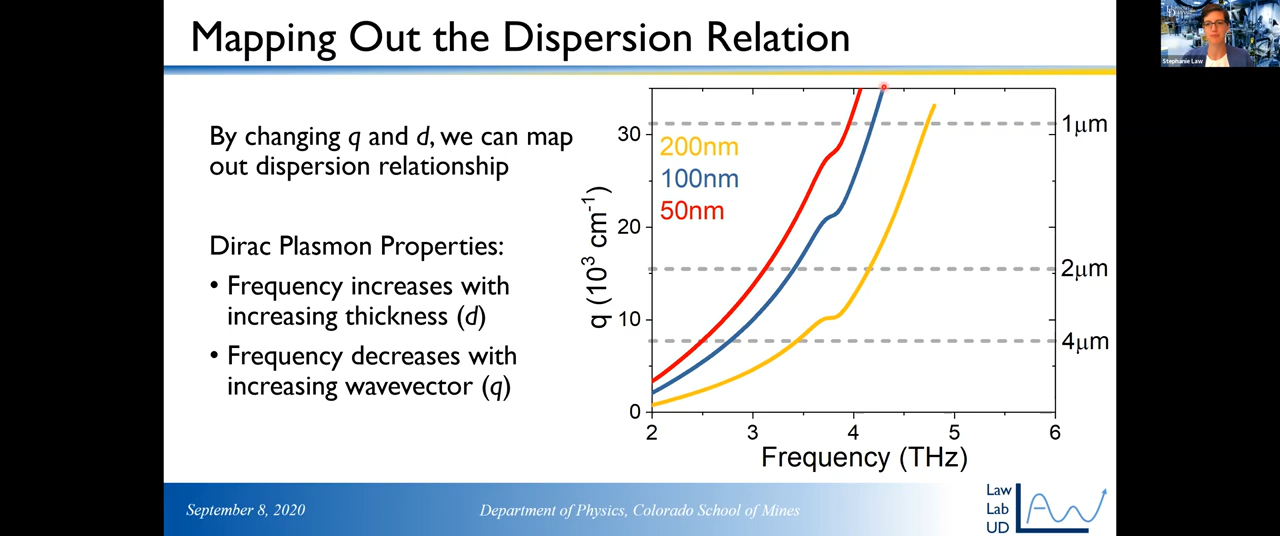 Mapping Out the Dispersion Relation
Stephanie Law
By changing q and d, we can map
out dispersion relationship
Dirac Plasmon Properties:
• Frequency increases with
increasing thickness (d)
• Frequency decreases with
increasing wavevector (q)
q (10³ cm⁻¹)
30
20
10
0
200nm
100nm
50nm
1μm
2μm
4μm
2 3 4 5 6
Frequency (THz)
September 8, 2020
Department of Physics, Colorado School of Mines
Law
Lab
UD